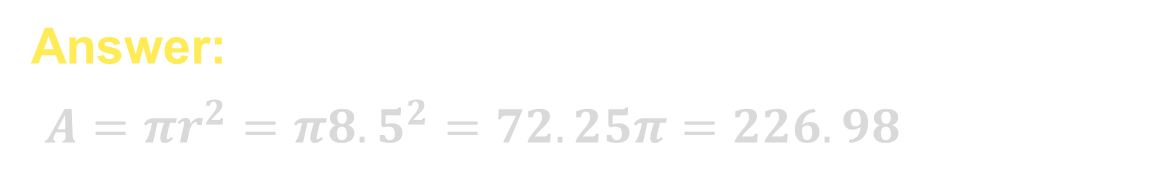 Answer:
A = πr² = π8.5² = 72.25π = 226.98